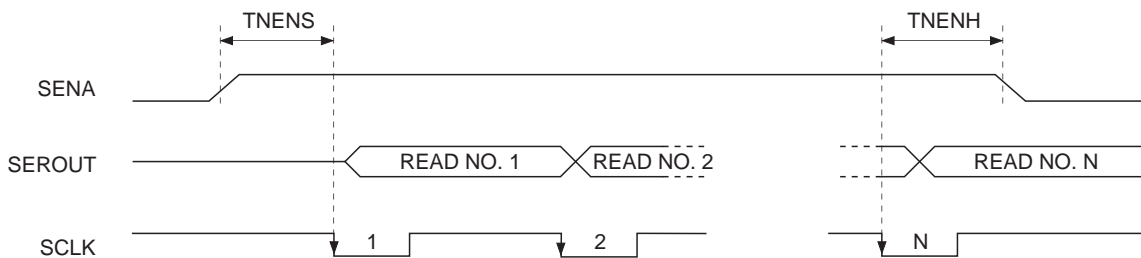 TNENS
TNENH
SENA
SEROUT
READ NO. 1
READ NO. 2
READ NO. N
SCLK
1
2
N